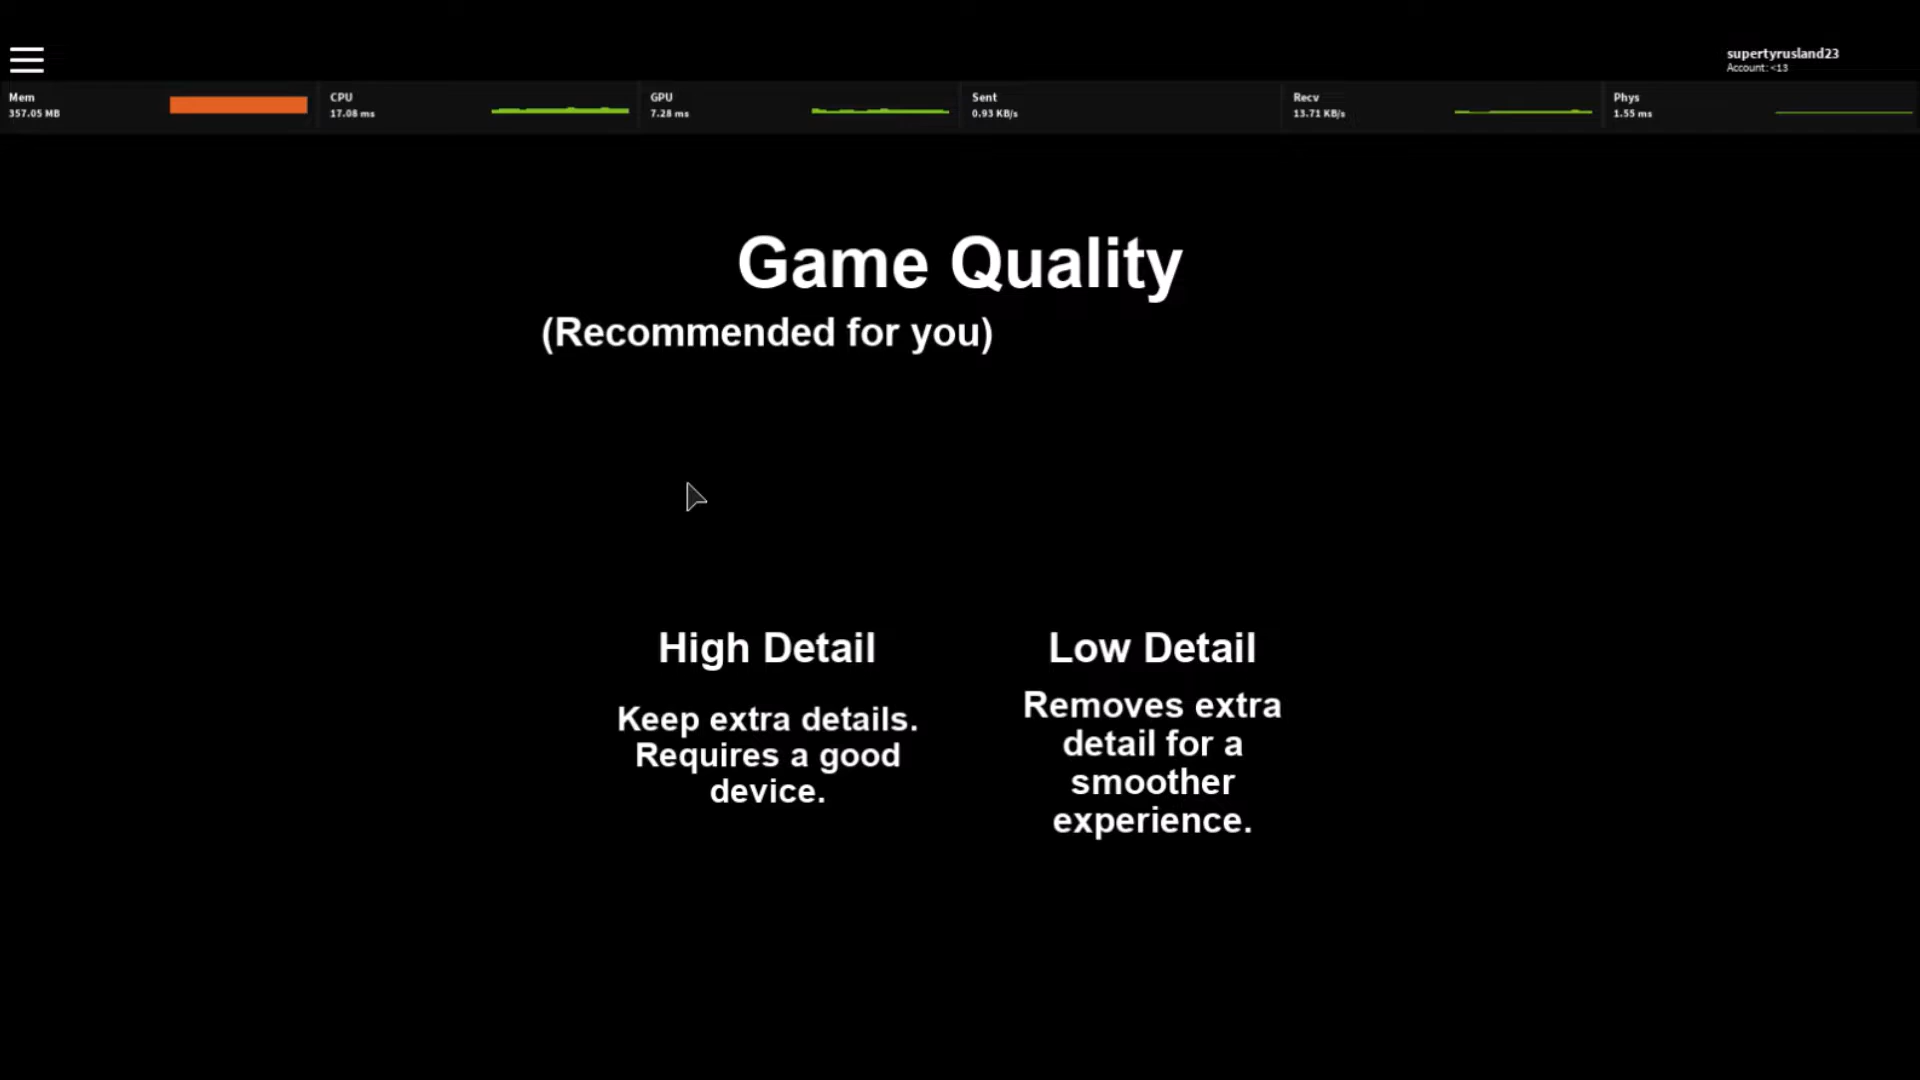 supertyrusland23
Account: <13
Mem
357.05 MB
CPU
17.08 ms
GPU
7.28 ms
Sent
0.93 KB/s
Recv
13.71 KB/s
Phys
1.55 ms
Game Quality
(Recommended for you)
High Detail
Keep extra details.
Requires a good
device.
Low Detail
Removes extra
detail for a
smoother
experience.